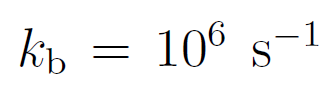 k_b = 10^6 s^{-1}